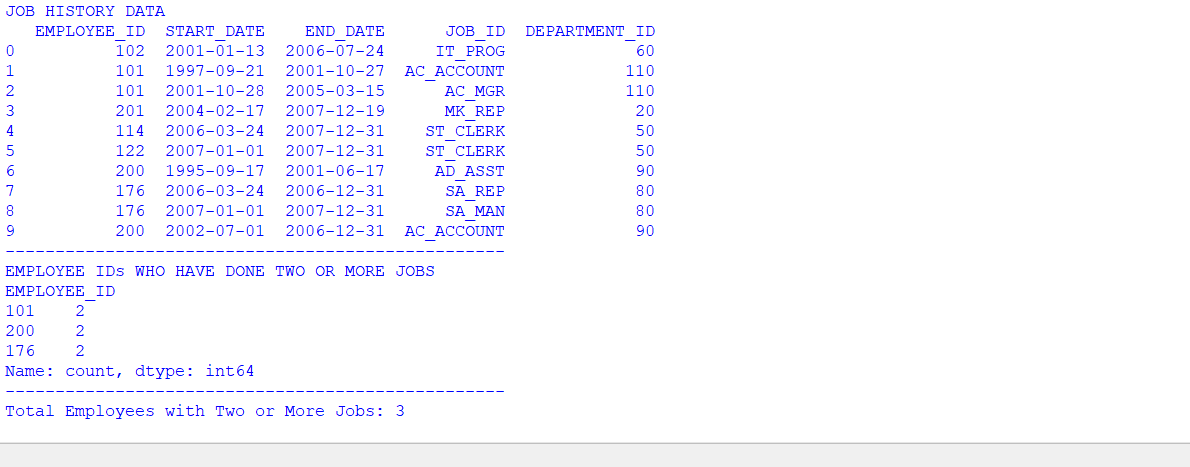 JOB HISTORY DATA
   EMPLOYEE_ID  START_DATE    END_DATE      JOB_ID  DEPARTMENT_ID
0          102  2001-01-13  2006-07-24     IT_PROG             60
1          101  1997-09-21  2001-10-27  AC_ACCOUNT            110
2          101  2001-10-28  2005-03-15      AC_MGR            110
3          201  2004-02-17  2007-12-19      MK_REP             20
4          114  2006-03-24  2007-12-31    ST_CLERK             50
5          122  2007-01-01  2007-12-31    ST_CLERK             50
6          200  1995-09-17  2001-06-17     AD_ASST             90
7          176  2006-03-24  2006-12-31      SA_REP             80
8          176  2007-01-01  2007-12-31      SA_MAN             80
9          200  2002-07-01  2006-12-31  AC_ACCOUNT             90
--------------------------------------------------
EMPLOYEE IDs WHO HAVE DONE TWO OR MORE JOBS
EMPLOYEE_ID
101    2
200    2
176    2
Name: count, dtype: int64
--------------------------------------------------
Total Employees with Two or More Jobs: 3